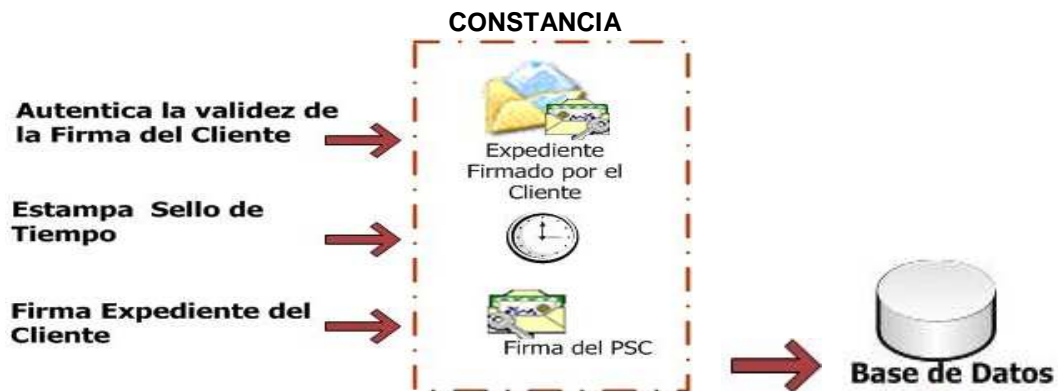 CONSTANCIA
Autentica la validez de
la Firma del Cliente
Expediente
Firmado por el
Cliente
Estampa Sello de
Tiempo
Firma Expediente del
Cliente
Firma del PSC
Base de Datos